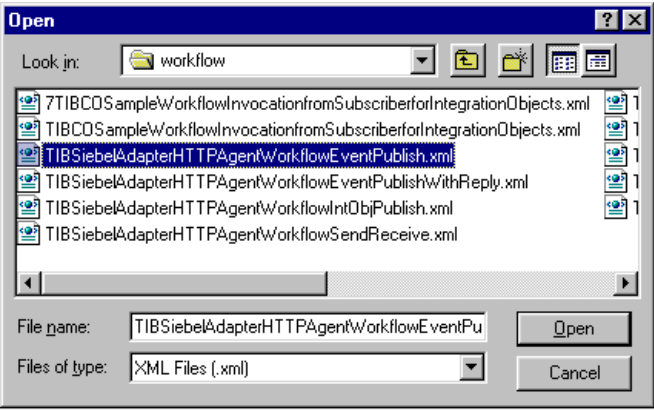 Open
Look in:
workflow
7TIBCOSampleWorkflowInvocationfromSubscriberforIntegrationObjects.xml
TIBCOSampleWorkflowInvocationfromSubscriberforIntegrationObjects.xml
TIBSiebelAdapterHTTPAgentWorkflowEventPublish.xml
TIBSiebelAdapterHTTPAgentWorkflowEventPublishWithReply.xml
TIBSiebelAdapterHTTPAgentWorkflowIntObjPublish.xml
TIBSiebelAdapterHTTPAgentWorkflowSendReceive.xml
File name:
TIBSiebelAdapterHTTPAgentWorkflowEventPu
Open
Files of type:
XML Files (.xml)
Cancel